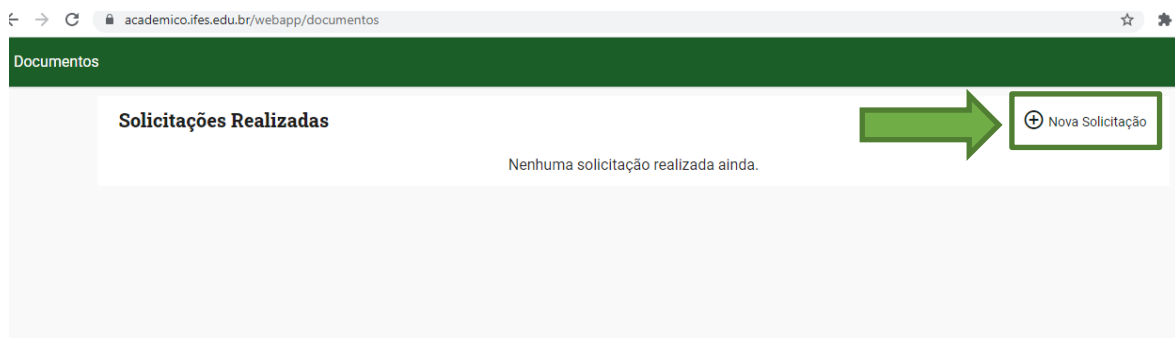 academico.ifes.edu.br/webapp/documentos
Documentos
Solicitações Realizadas
Nova Solicitação
Nenhuma solicitação realizada ainda.